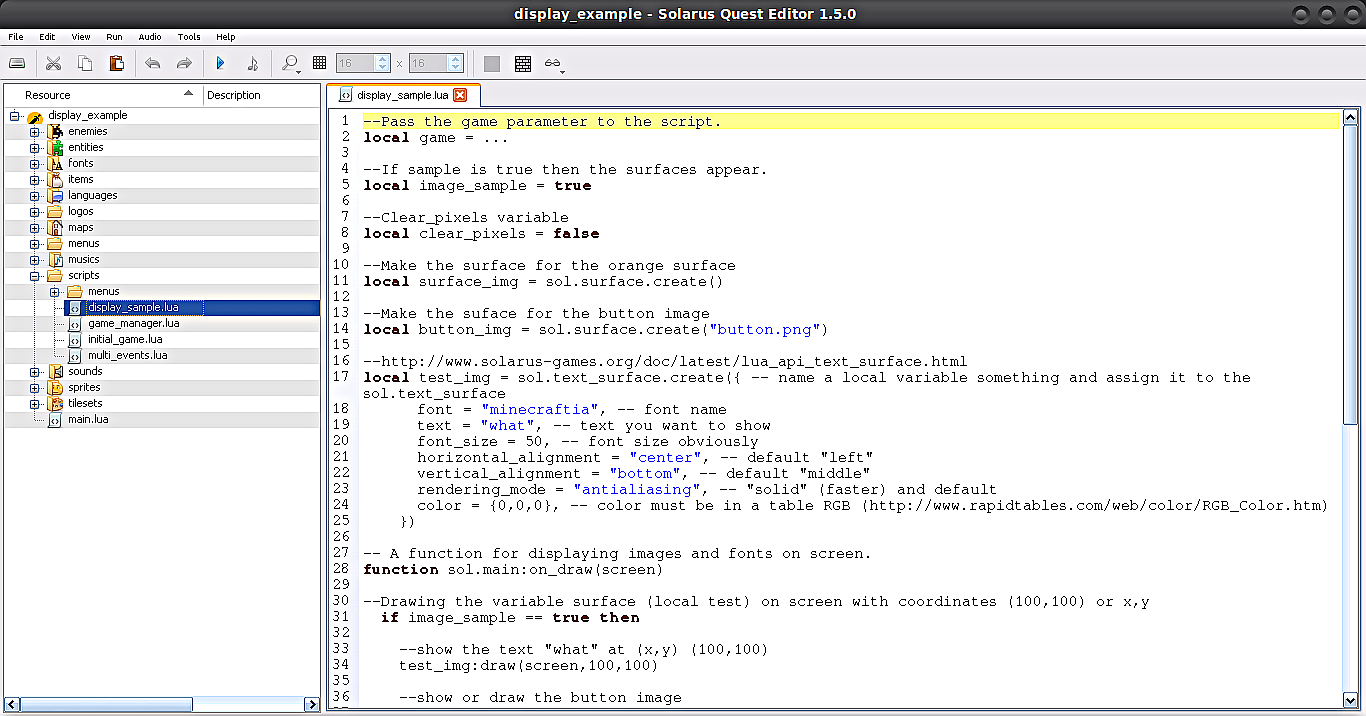 display_example - Solarus Quest Editor 1.5.0
File Edit View Run Audio Tools Help
16 x 16
Resource Description
display_example
enemies
entities
fonts
items
languages
logos
maps
menus
musics
scripts
menus
display_sample.lua
game_manager.lua
initial_game.lua
multi_events.lua
sounds
sprites
tilesets
main.lua
display_sample.lua
1 --Pass the game parameter to the script.
2 local game = ...
3
4 --If sample is true then the surfaces appear.
5 local image_sample = true
6
7 --Clear_pixels variable
8 local clear_pixels = false
9
10 --Make the surface for the orange surface
11 local surface_img = sol.surface.create()
12
13 --Make the suface for the button image
14 local button_img = sol.surface.create("button.png")
15
16 --http://www.solarus-games.org/doc/latest/lua_api_text_surface.html
17 local test_img = sol.text_surface.create({ -- name a local variable something and assign it to the
sol.text_surface
18 font = "minecraftia", -- font name
19 text = "what", -- text you want to show
20 font_size = 50, -- font size obviously
21 horizontal_alignment = "center", -- default "left"
22 vertical_alignment = "bottom", -- default "middle"
23 rendering_mode = "antialiasing", -- "solid" (faster) and default
24 color = {0,0,0}, -- color must be in a table RGB (http://www.rapidtables.com/web/color/RGB_Color.htm)
25 })
26
27 -- A function for displaying images and fonts on screen.
28 function sol.main:on_draw(screen)
29
30 --Drawing the variable surface (local test) on screen with coordinates (100,100) or x,y
31 if image_sample == true then
32
33 --show the text "what" at (x,y) (100,100)
34 test_img:draw(screen,100,100)
35
36 --show or draw the button image